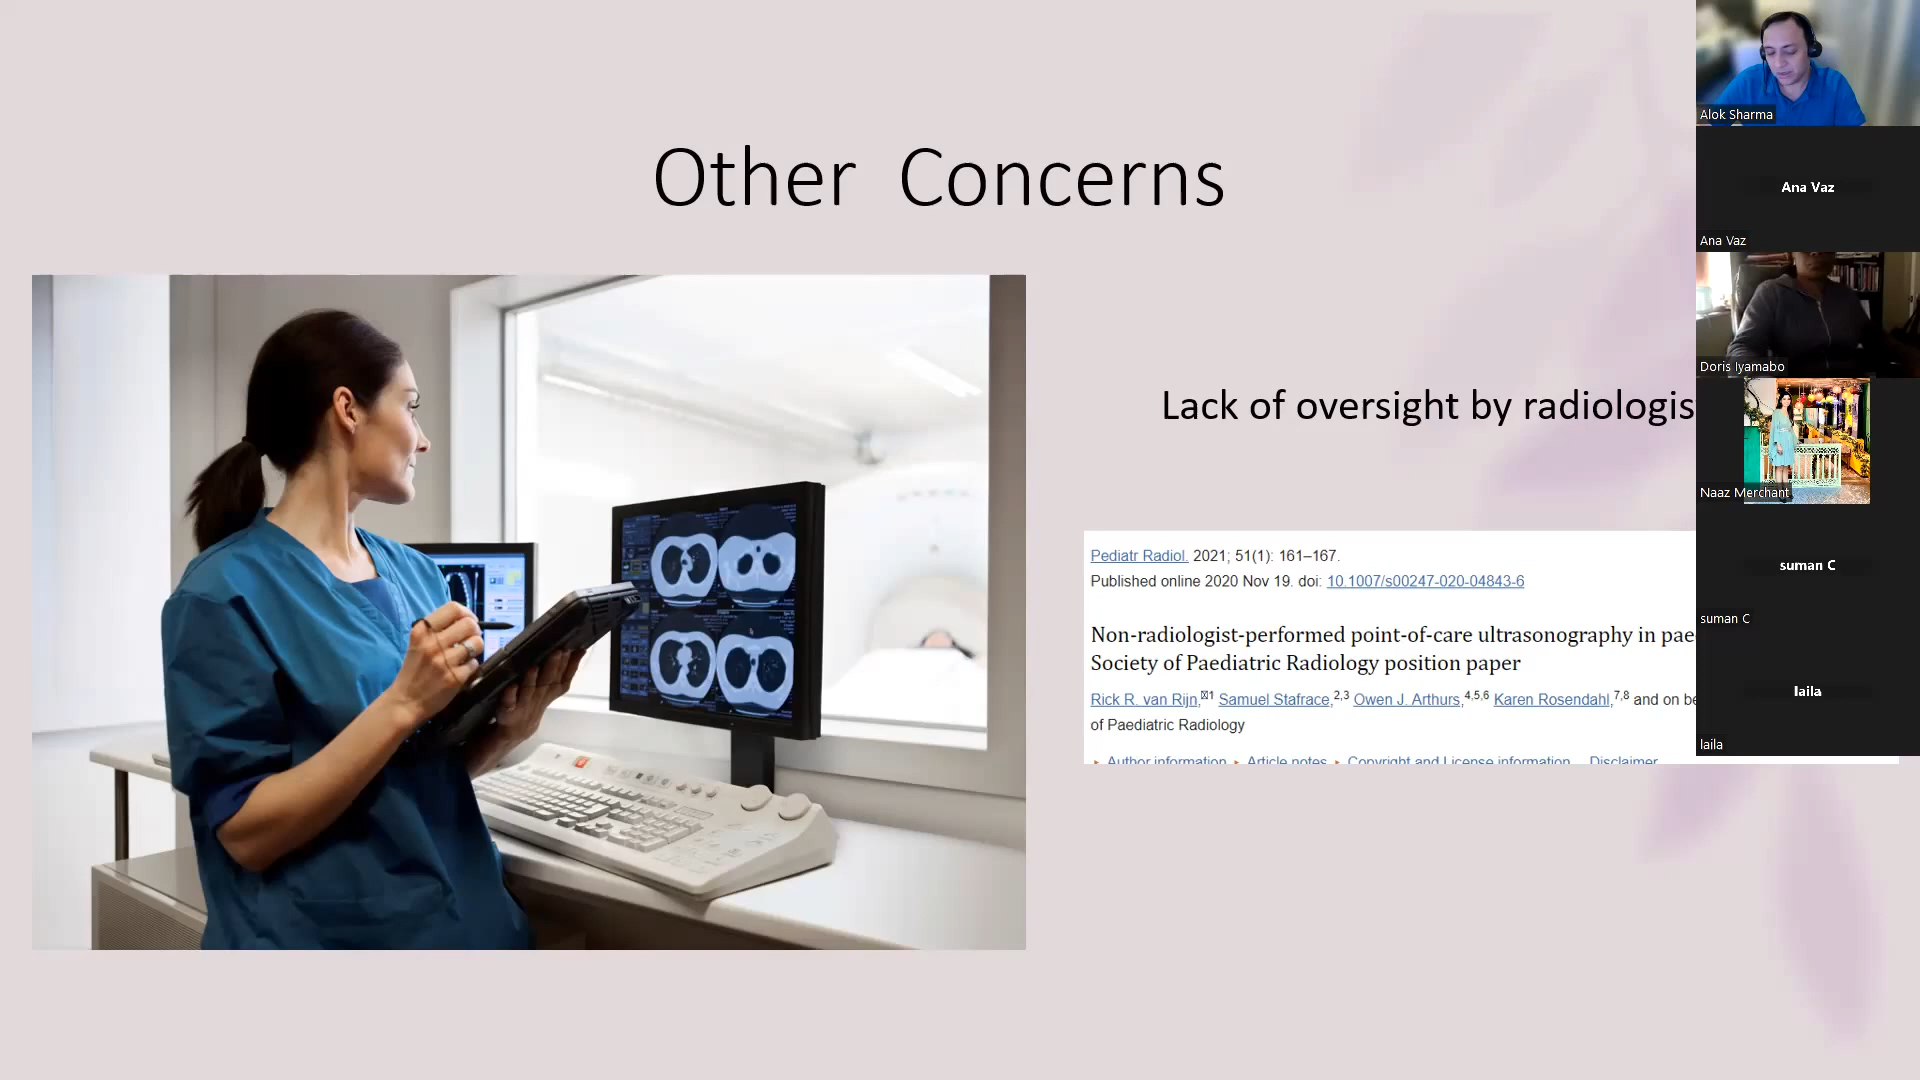 Other Concerns
Lack of oversight by radiologis
Pediatr Radiol. 2021; 51(1): 161–167.
Published online 2020 Nov 19. doi: 10.1007/s00247-020-04843-6
Non-radiologist-performed point-of-care ultrasonography in pae
Society of Paediatric Radiology position paper
Rick R. van Rijn,✉1 Samuel Stafrace,2,3 Owen J. Arthurs,4,5,6 Karen Rosendahl,7,8 and on be
of Paediatric Radiology
Author information Article notes Copyright and License information Disclaimer
Alok Sharma
Ana Vaz
Ana Vaz
Doris Iyamabo
Naaz Merchant
suman C
suman C
laila
laila